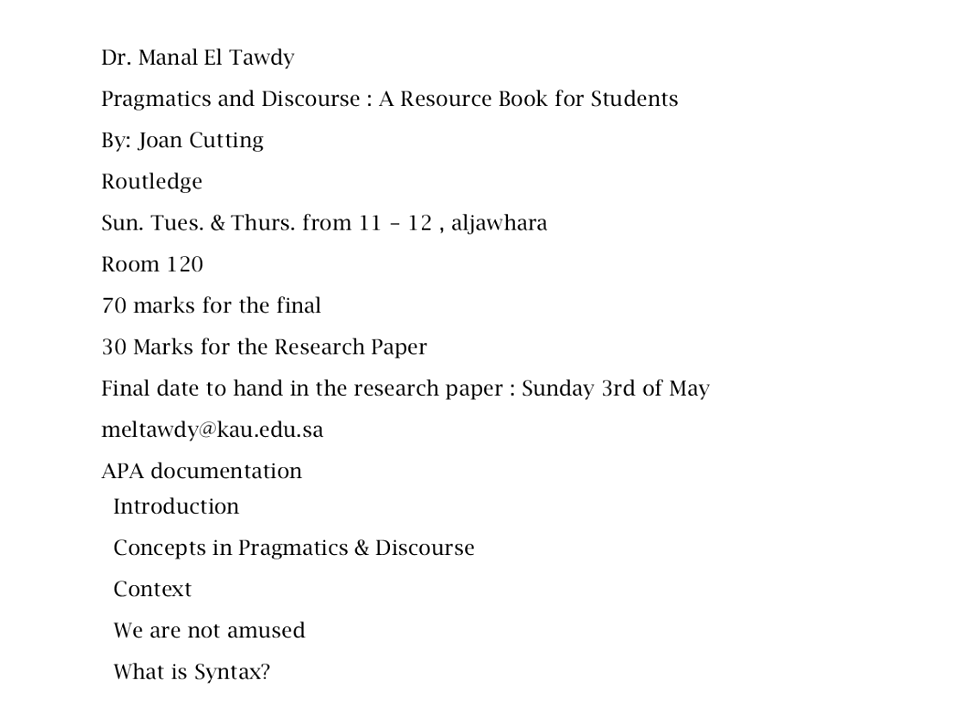 Dr. Manal El Tawdy
Pragmatics and Discourse : A Resource Book for Students
By: Joan Cutting
Routledge
Sun. Tues. & Thurs. from 11 – 12 , aljawhara
Room 120
70 marks for the final
30 Marks for the Research Paper
Final date to hand in the research paper : Sunday 3rd of May
meltawdy@kau.edu.sa
APA documentation
Introduction
Concepts in Pragmatics & Discourse
Context
We are not amused
What is Syntax?